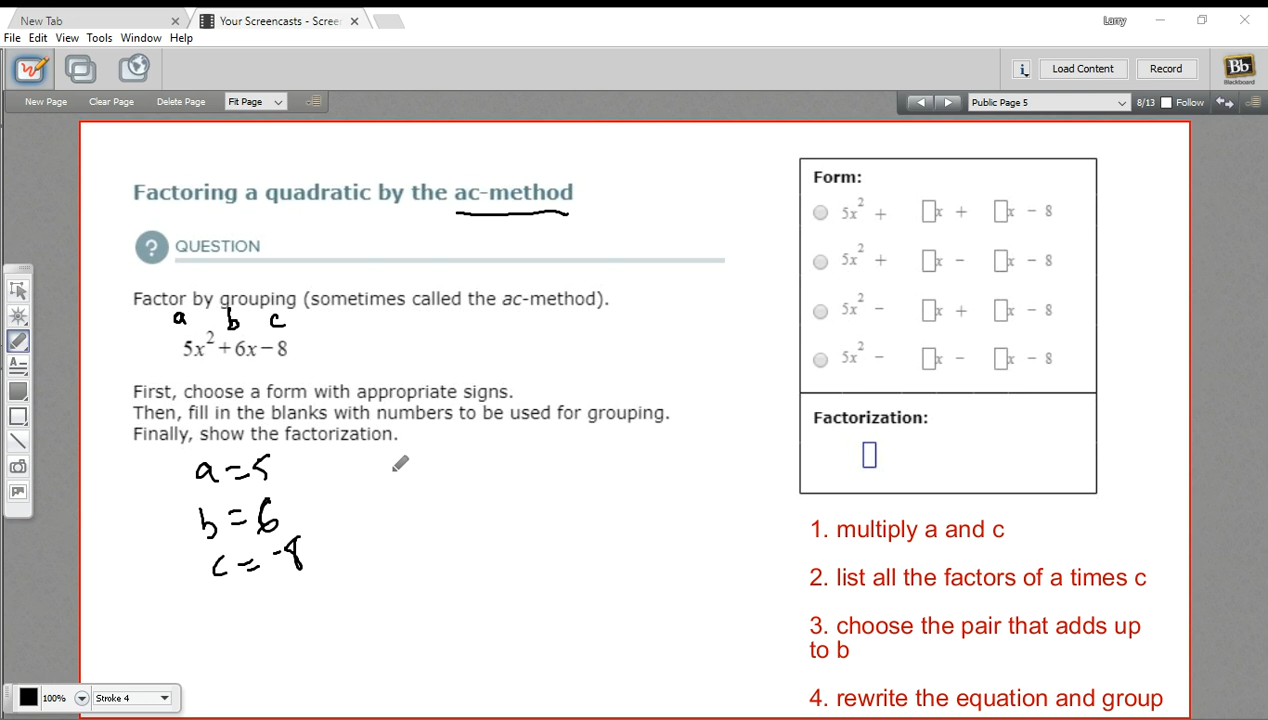 New Tab
Your Screencasts - Scree
Larry
File Edit View Tools Window Help
Load Content
Record
Bb
Blackboard
New Page Clear Page Delete Page Fit Page
Public Page 5
8/13 Follow
Factoring a quadratic by the ac-method
? QUESTION
Factor by grouping (sometimes called the ac-method).
a b c
5x² + 6x − 8
First, choose a form with appropriate signs.
Then, fill in the blanks with numbers to be used for grouping.
Finally, show the factorization.
a = 5
b = 6
c = -8
Form:
5x² + □x + □x − 8
5x² + □x − □x − 8
5x² − □x + □x − 8
5x² − □x − □x − 8
Factorization:
1. multiply a and c
2. list all the factors of a times c
3. choose the pair that adds up
to b
4. rewrite the equation and group
100% Stroke 4